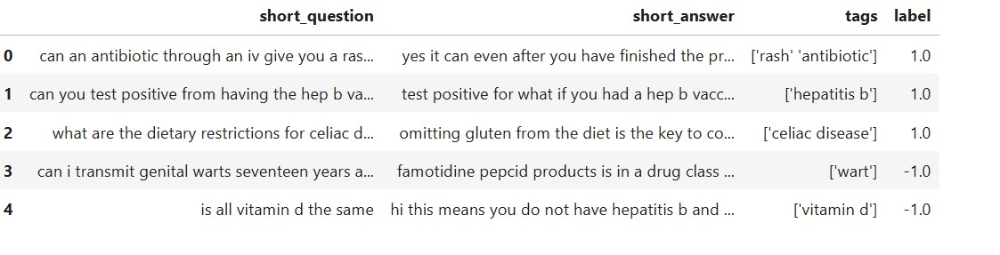 short_question short_answer tags label
0 can an antibiotic through an iv give you a ras... yes it can even after you have finished the pr... ['rash' 'antibiotic'] 1.0
1 can you test positive from having the hep b va... test positive for what if you had a hep b vacc... ['hepatitis b'] 1.0
2 what are the dietary restrictions for celiac d... omitting gluten from the diet is the key to co... ['celiac disease'] 1.0
3 can i transmit genital warts seventeen years a... famotidine pepcid products is in a drug class ... ['wart'] -1.0
4 is all vitamin d the same hi this means you do not have hepatitis b and ... ['vitamin d'] -1.0